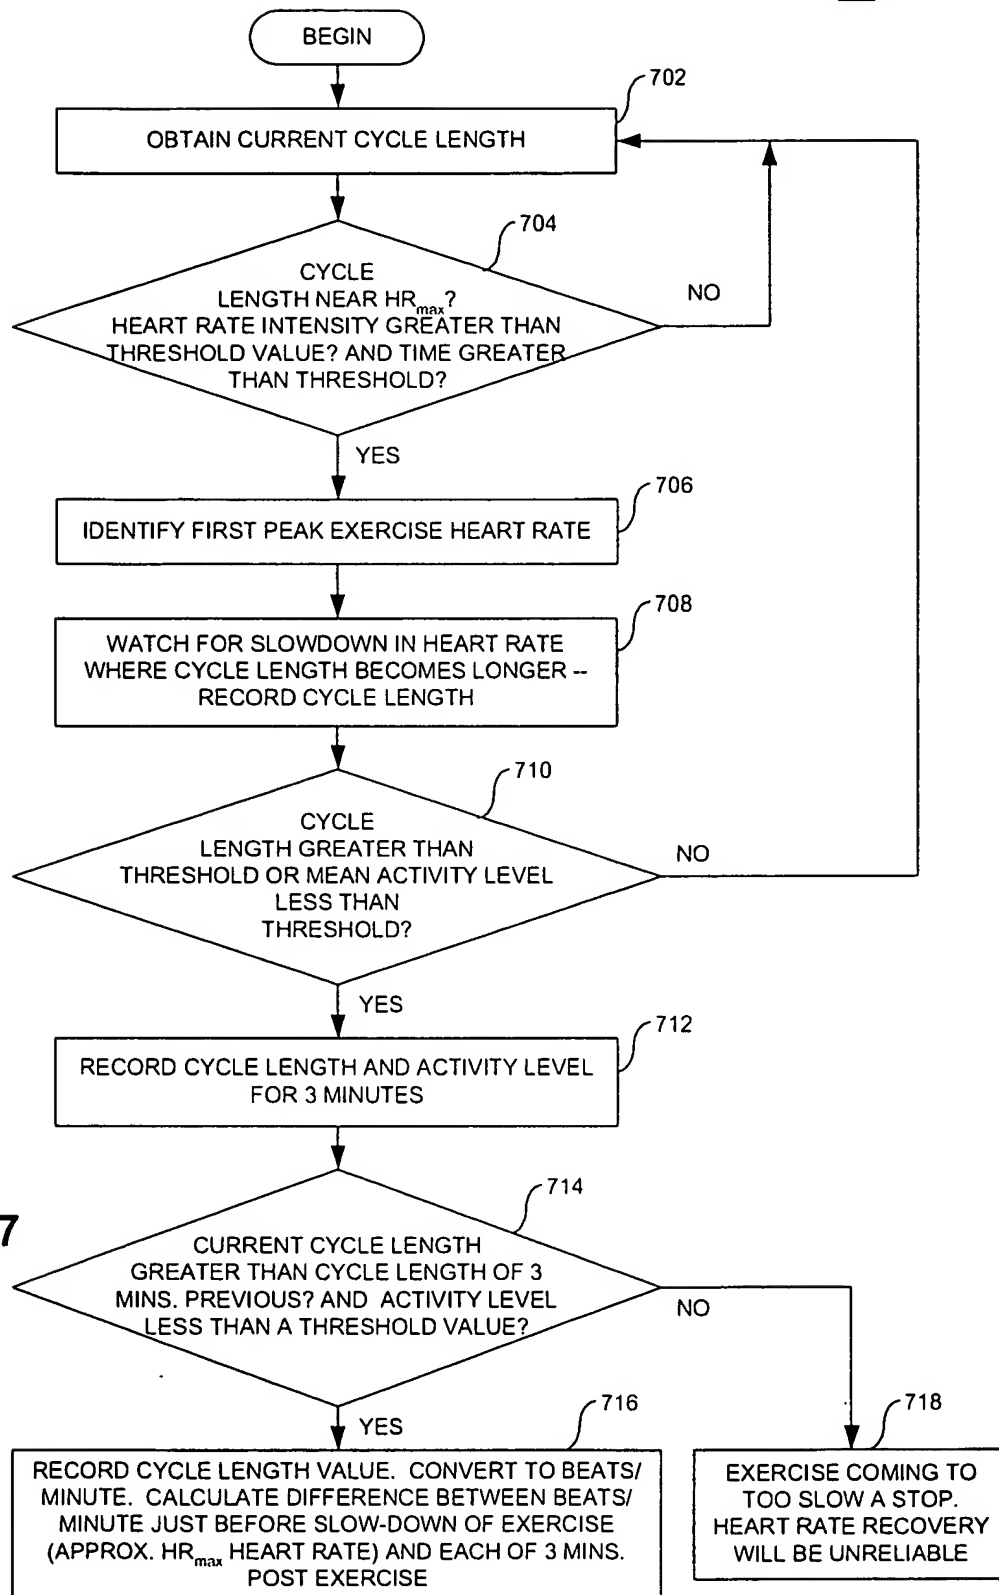 BEGIN
702
OBTAIN CURRENT CYCLE LENGTH
704
CYCLE
LENGTH NEAR HRmax?
HEART RATE INTENSITY GREATER THAN
THRESHOLD VALUE? AND TIME GREATER
THAN THRESHOLD?
NO
YES
706
IDENTIFY FIRST PEAK EXERCISE HEART RATE
708
WATCH FOR SLOWDOWN IN HEART RATE
WHERE CYCLE LENGTH BECOMES LONGER --
RECORD CYCLE LENGTH
710
CYCLE
LENGTH GREATER THAN
THRESHOLD OR MEAN ACTIVITY LEVEL
LESS THAN
THRESHOLD?
NO
YES
712
RECORD CYCLE LENGTH AND ACTIVITY LEVEL
FOR 3 MINUTES
714
7
CURRENT CYCLE LENGTH
GREATER THAN CYCLE LENGTH OF 3
MINS. PREVIOUS? AND ACTIVITY LEVEL
LESS THAN A THRESHOLD VALUE?
NO
YES
716
RECORD CYCLE LENGTH VALUE. CONVERT TO BEATS/
MINUTE. CALCULATE DIFFERENCE BETWEEN BEATS/
MINUTE JUST BEFORE SLOW-DOWN OF EXERCISE
(APPROX. HRmax HEART RATE) AND EACH OF 3 MINS.
POST EXERCISE
718
EXERCISE COMING TO
TOO SLOW A STOP.
HEART RATE RECOVERY
WILL BE UNRELIABLE